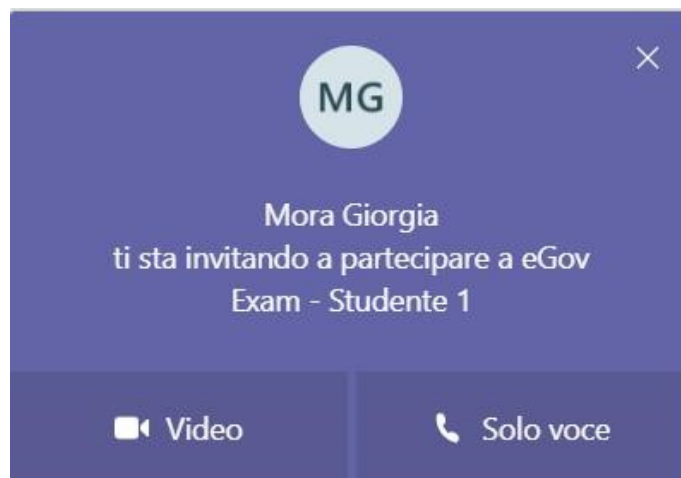 MG
Mora Giorgia
ti sta invitando a partecipare a eGov
Exam - Studente 1
Video
Solo voce